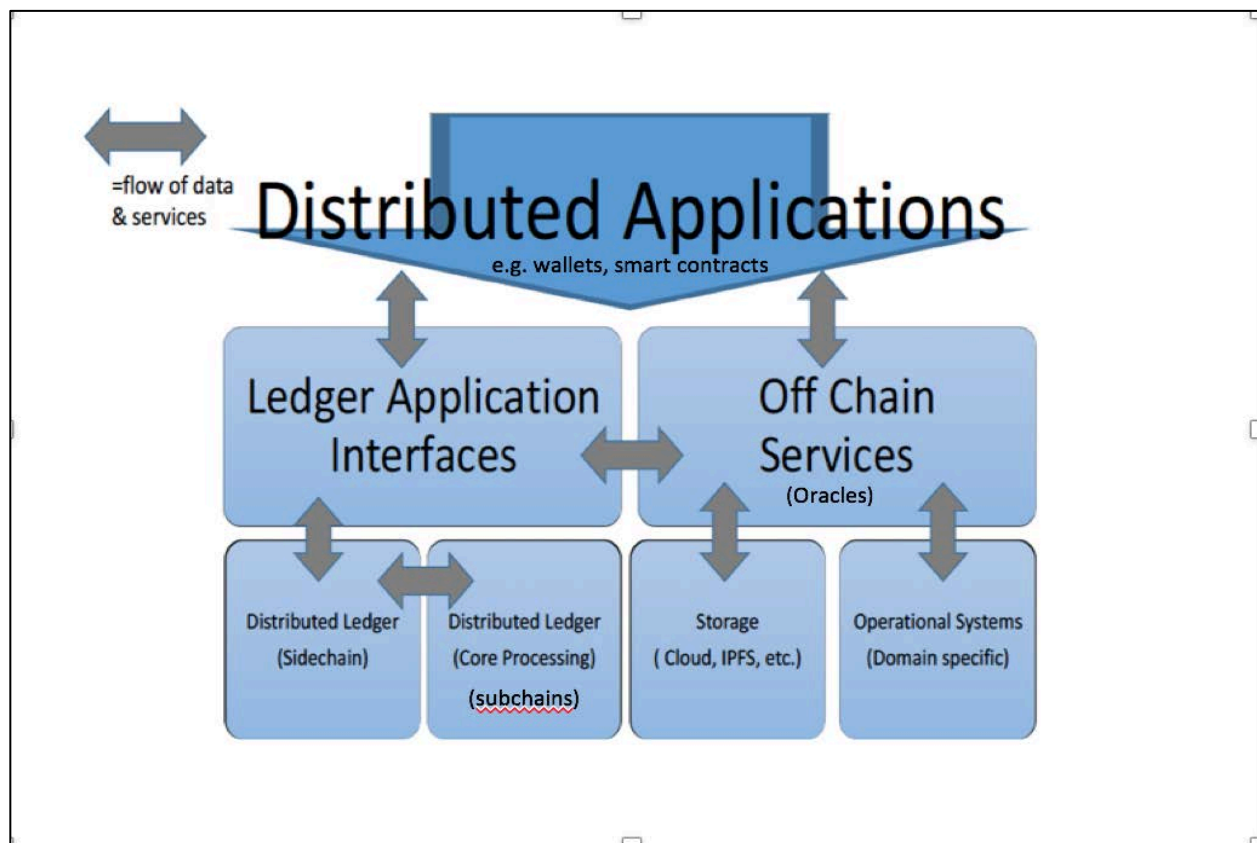 =flow of data
& services
Distributed Applications
e.g. wallets, smart contracts
Ledger Application
Interfaces
Off Chain
Services
(Oracles)
Distributed Ledger
(Sidechain)
Distributed Ledger
(Core Processing)
(subchains)
Storage
( Cloud, IPFS, etc.)
Operational Systems
(Domain specific)